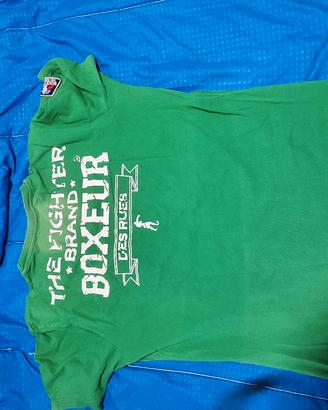 THE FIGHTER
★ BRAND ★
BOXEUR
DES RUES